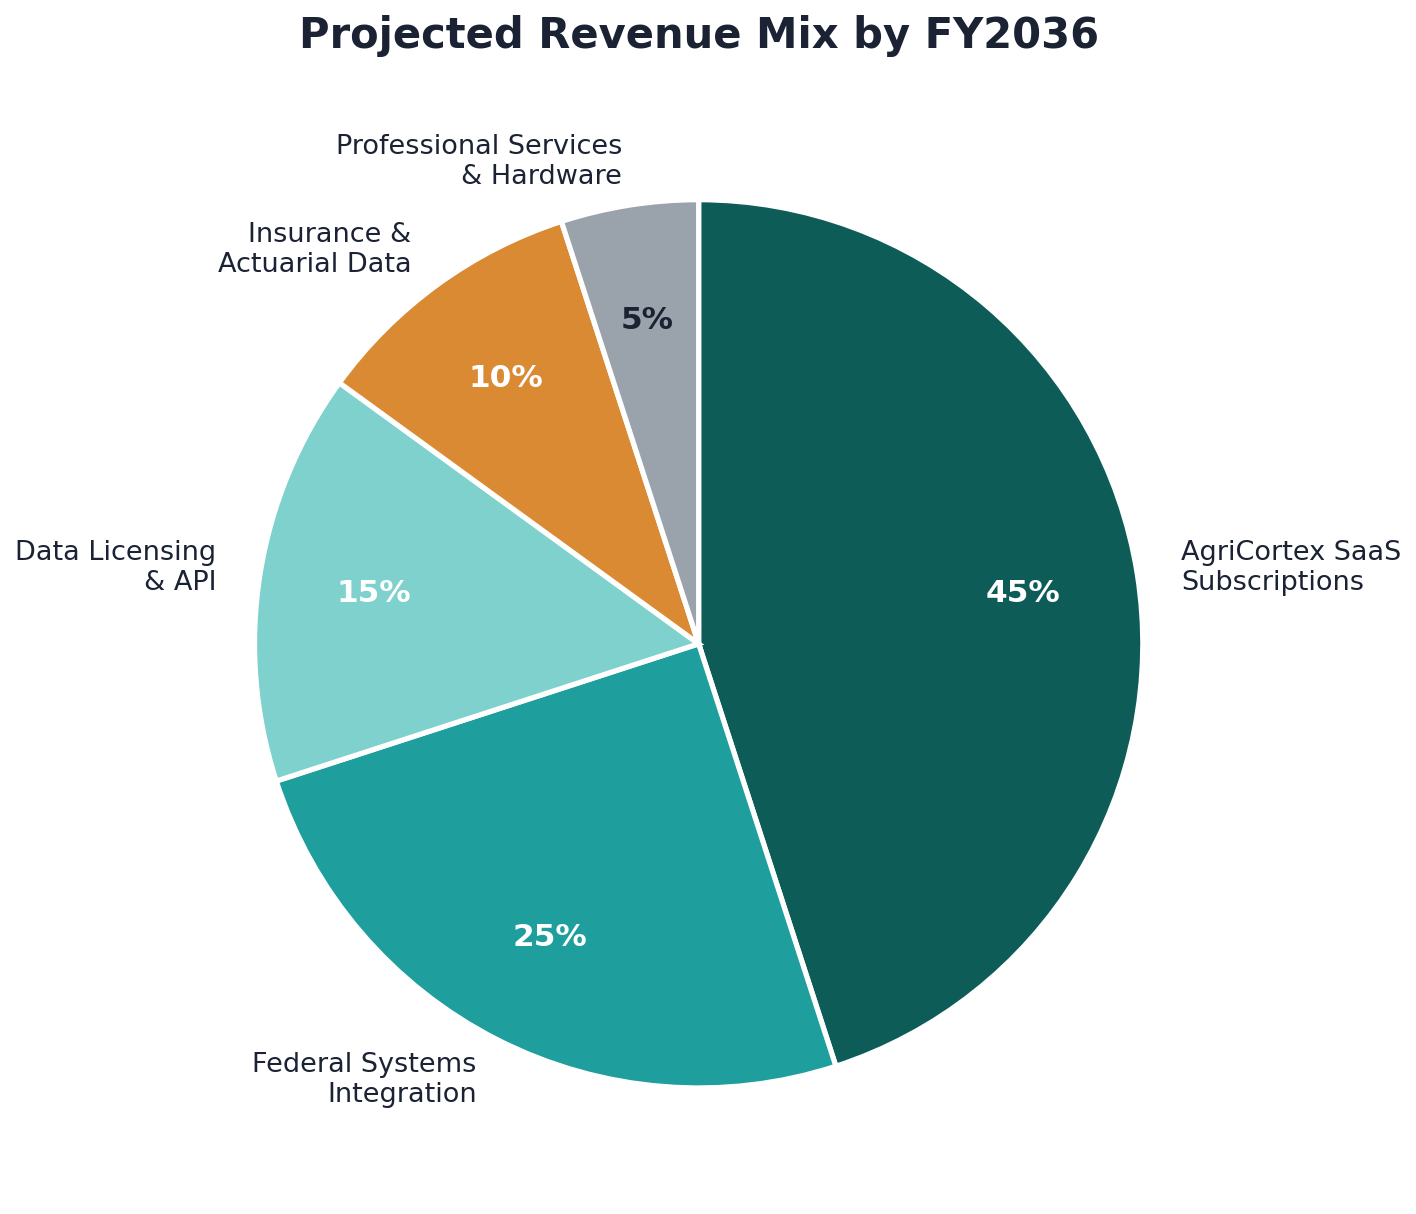 Projected Revenue Mix by FY2036
Professional Services
& Hardware
Insurance &
Actuarial Data
5%
10%
Data Licensing
& API
15%
45%
AgriCortex SaaS
Subscriptions
25%
Federal Systems
Integration